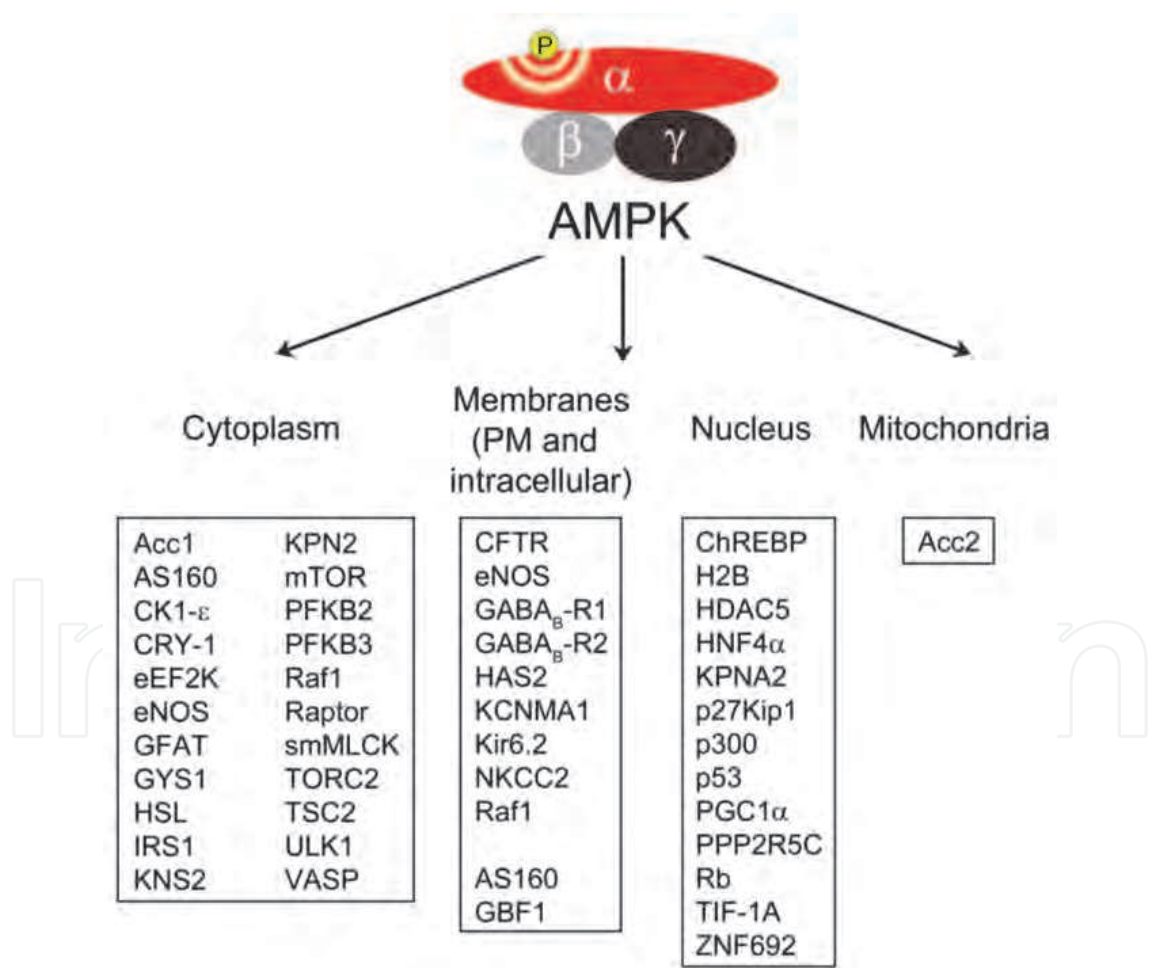 P
α
β γ
AMPK
Cytoplasm
Membranes
(PM and
intracellular)
Nucleus
Mitochondria
Acc1 KPN2
AS160 mTOR
CK1-ε PFKB2
CRY-1 PFKB3
eEF2K Raf1
eNOS Raptor
GFAT smMLCK
GYS1 TORC2
HSL TSC2
IRS1 ULK1
KNS2 VASP
CFTR
eNOS
GABA_B-R1
GABA_B-R2
HAS2
KCNMA1
Kir6.2
NKCC2
Raf1
AS160
GBF1
ChREBP
H2B
HDAC5
HNF4α
KPNA2
p27Kip1
p300
p53
PGC1α
PPP2R5C
Rb
TIF-1A
ZNF692
Acc2